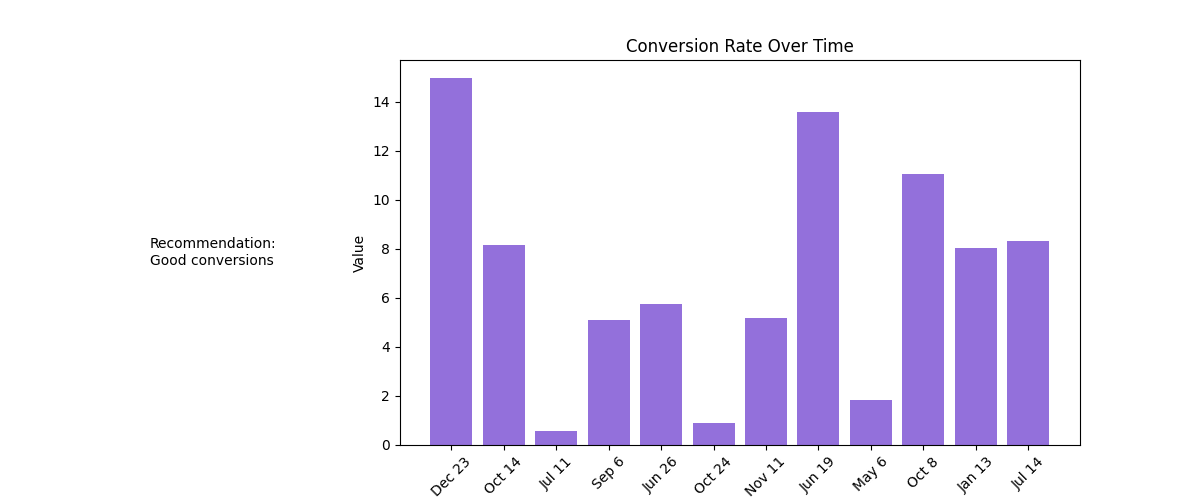 Conversion Rate Over Time
Recommendation:
Good conversions
Value
14
12
10
8
6
4
2
0
Dec 23
Oct 14
Jul 11
Sep 6
Jun 26
Oct 24
Nov 11
Jun 19
May 6
Oct 8
Jan 13
Jul 14